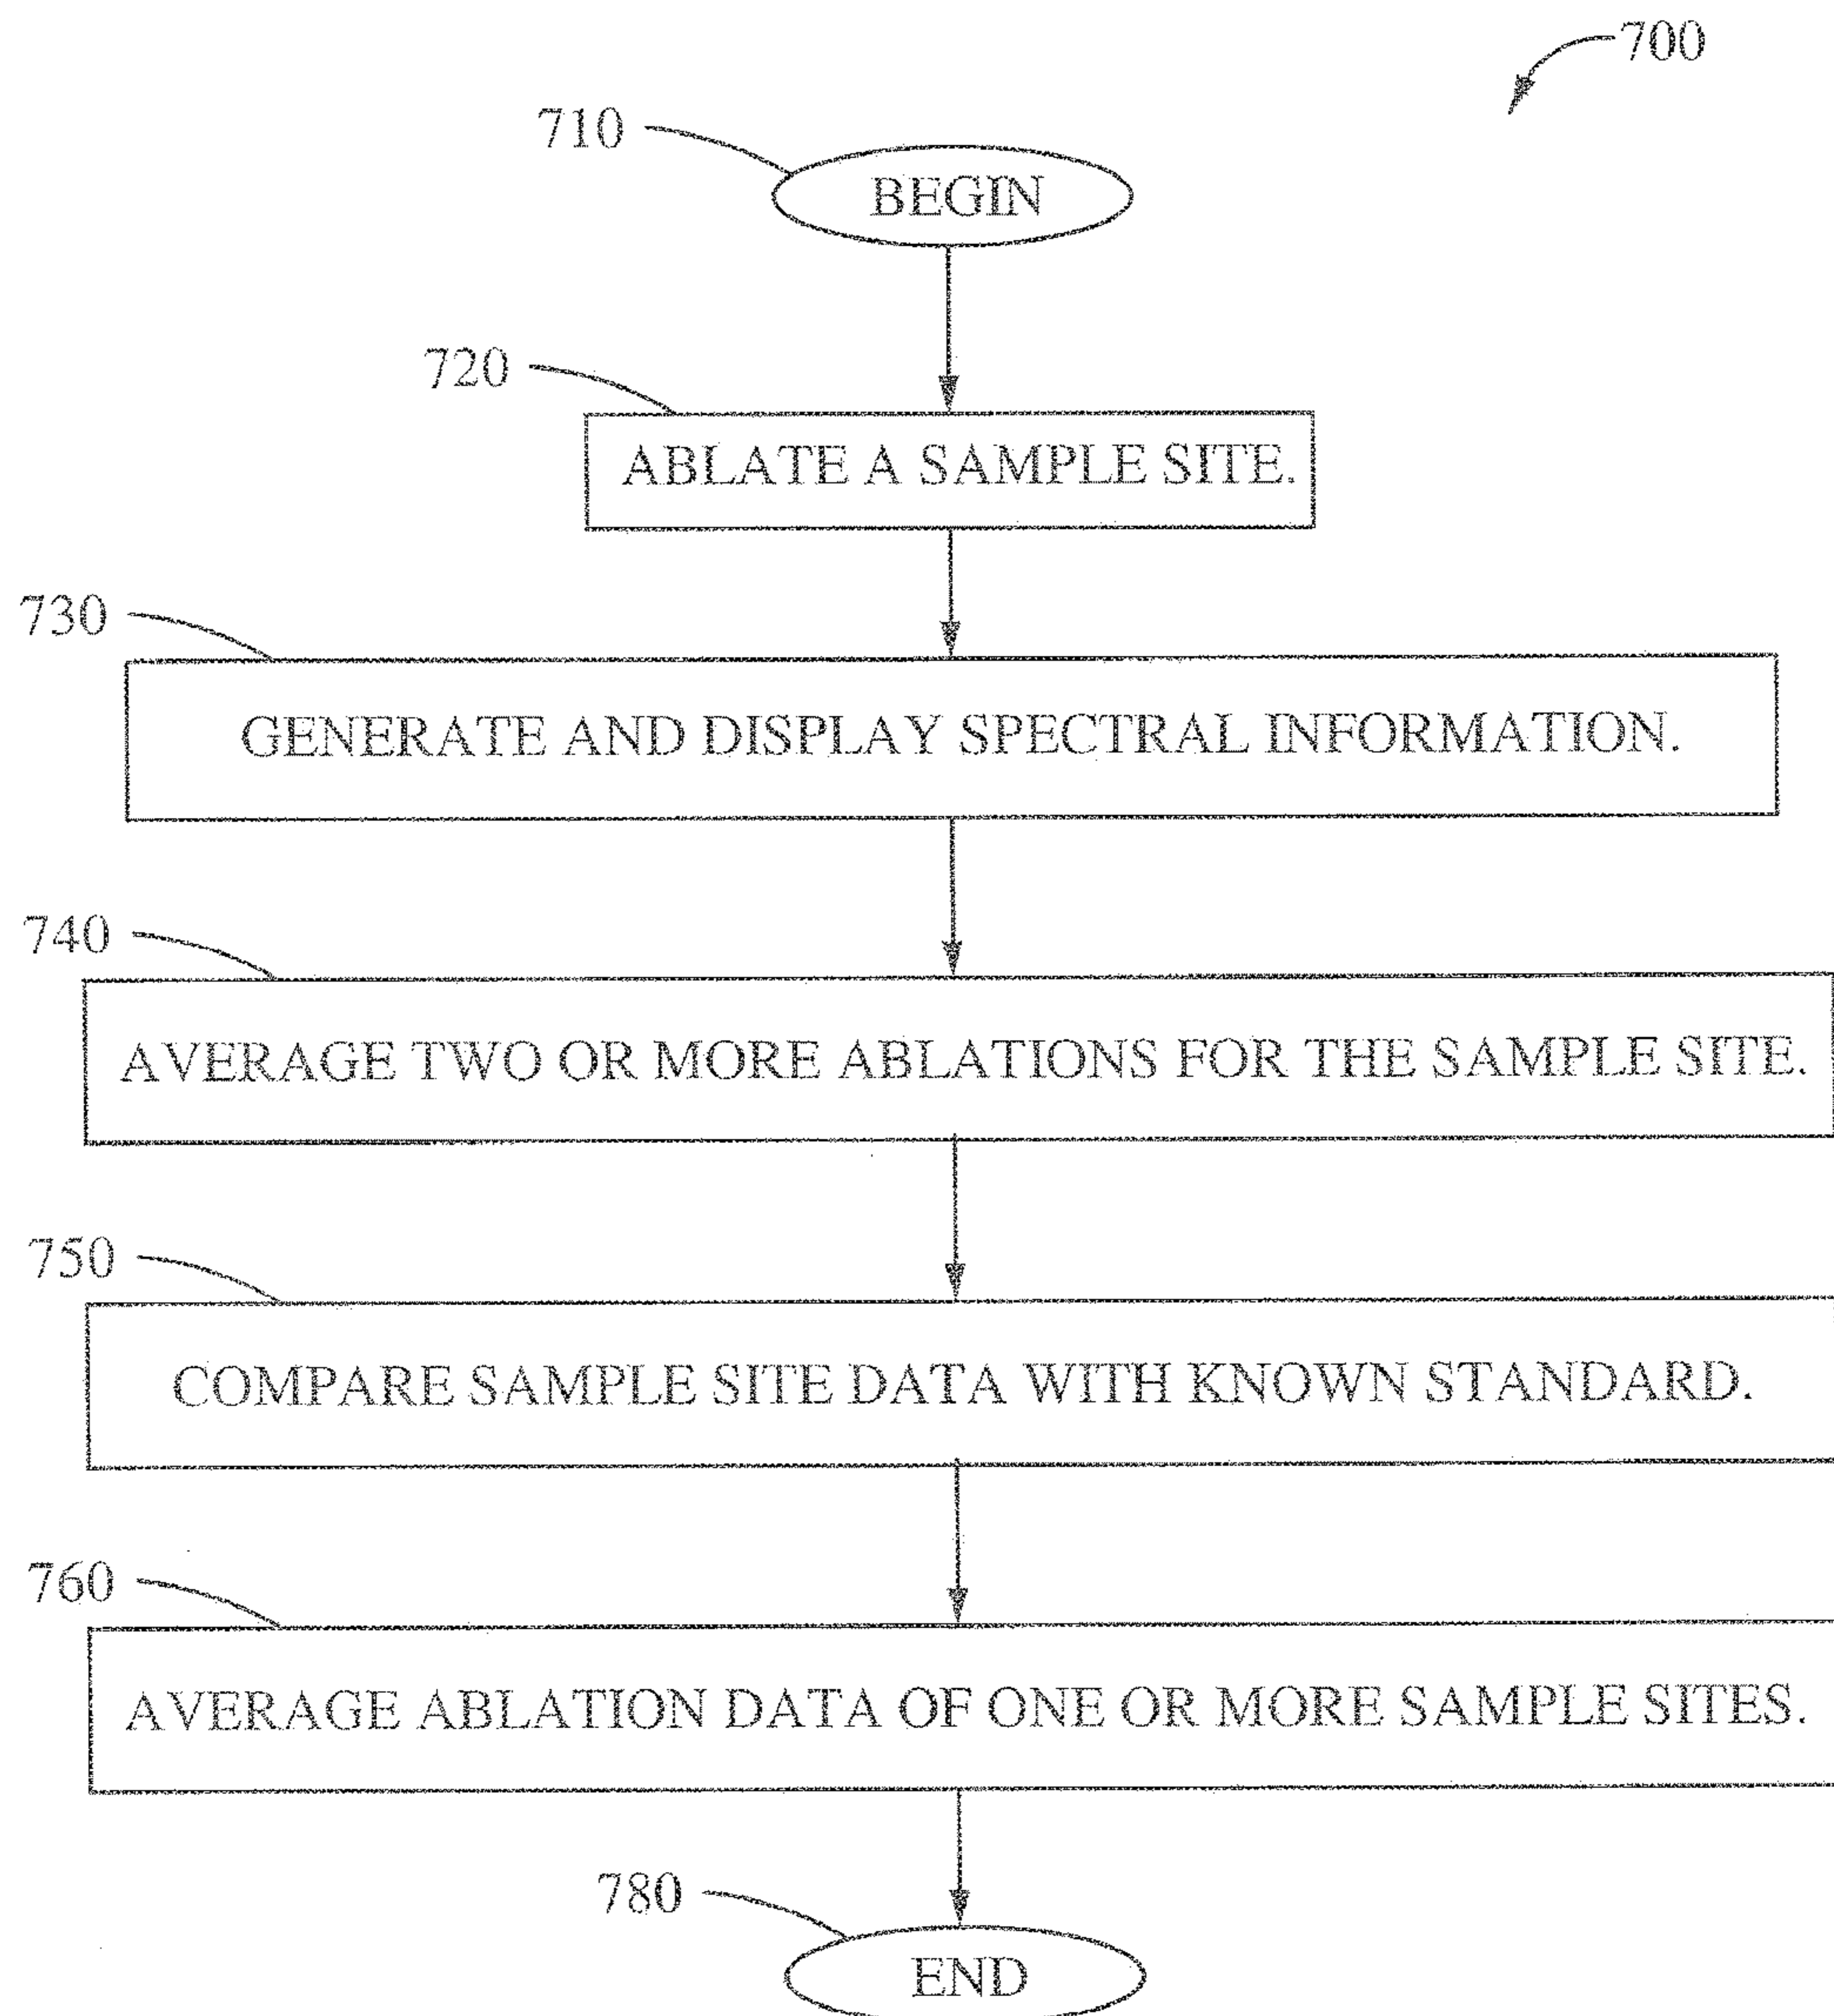 700
710
BEGIN
720
ABLATE A SAMPLE SITE.
730
GENERATE AND DISPLAY SPECTRAL INFORMATION.
740
AVERAGE TWO OR MORE ABLATIONS FOR THE SAMPLE SITE.
750
COMPARE SAMPLE SITE DATA WITH KNOWN STANDARD.
760
AVERAGE ABLATION DATA OF ONE OR MORE SAMPLE SITES.
780
END